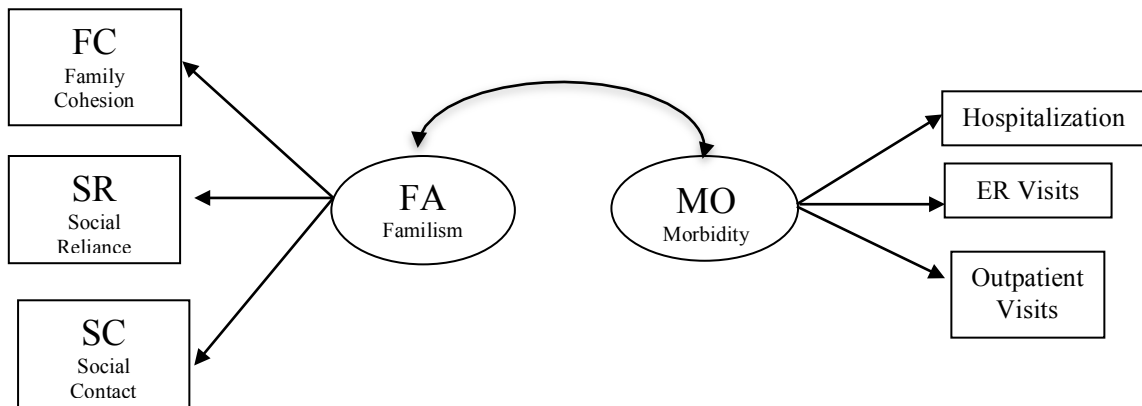 FC
Family
Cohesion
SR
Social
Reliance
SC
Social
Contact
FA
Familism
MO
Morbidity
Hospitalization
ER Visits
Outpatient
Visits